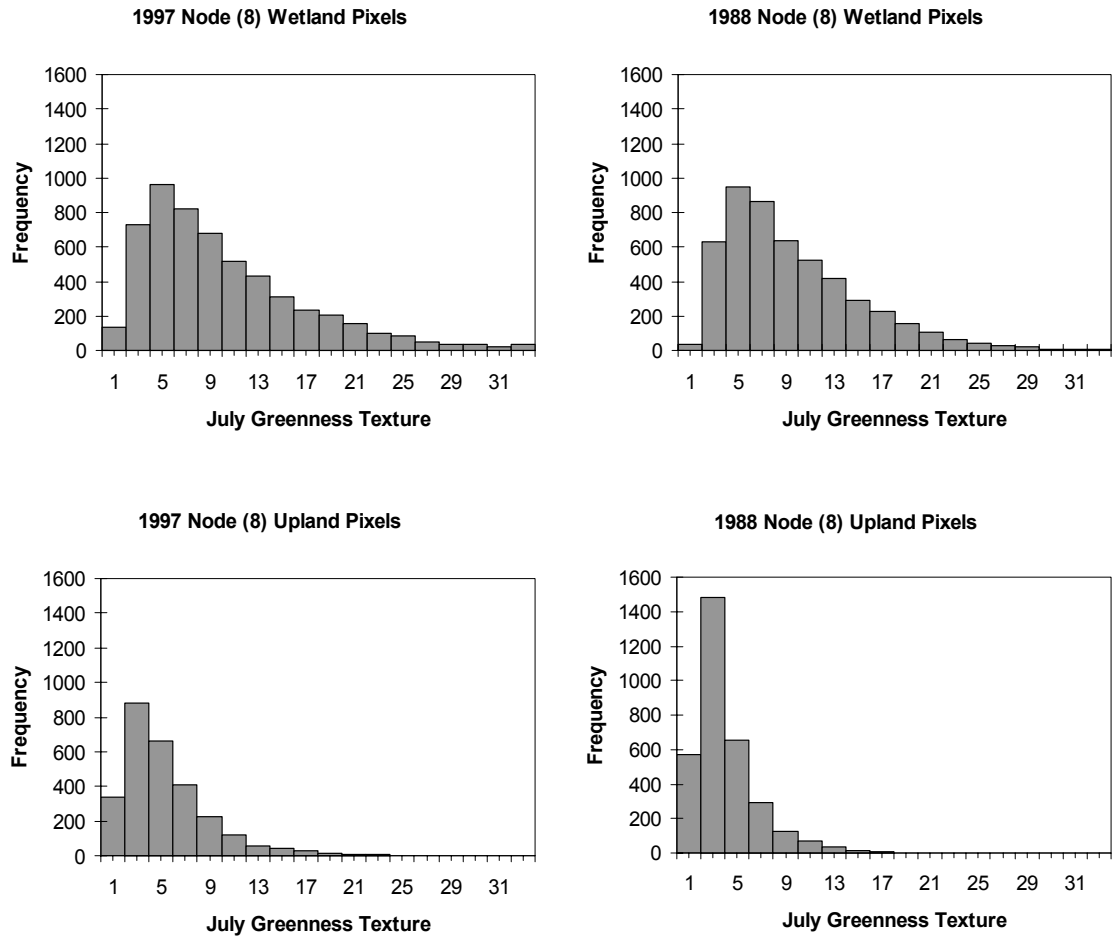 1997 Node (8) Wetland Pixels
1600
1400
1200
1000
800
600
400
200
0
Frequency
1 5 9 13 17 21 25 29 31
July Greenness Texture
1988 Node (8) Wetland Pixels
1600
1400
1200
1000
800
600
400
200
0
Frequency
1 5 9 13 17 21 25 29 31
July Greenness Texture
1997 Node (8) Upland Pixels
1600
1400
1200
1000
800
600
400
200
0
Frequency
1 5 9 13 17 21 25 29 31
July Greenness Texture
1988 Node (8) Upland Pixels
1600
1400
1200
1000
800
600
400
200
0
Frequency
1 5 9 13 17 21 25 29 31
July Greenness Texture